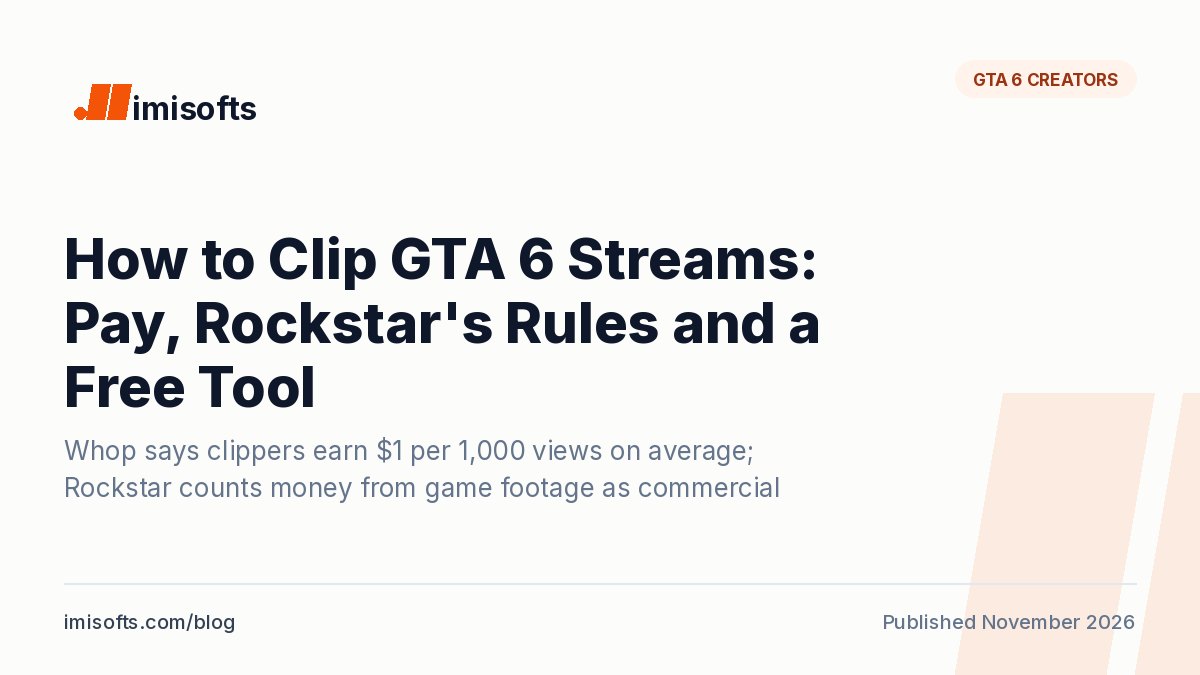 imisofts
GTA 6 CREATORS
How to Clip GTA 6 Streams:
Pay, Rockstar's Rules and a
Free Tool
Whop says clippers earn $1 per 1,000 views on average;
Rockstar counts money from game footage as commercial
imisofts.com/blog
Published November 2026